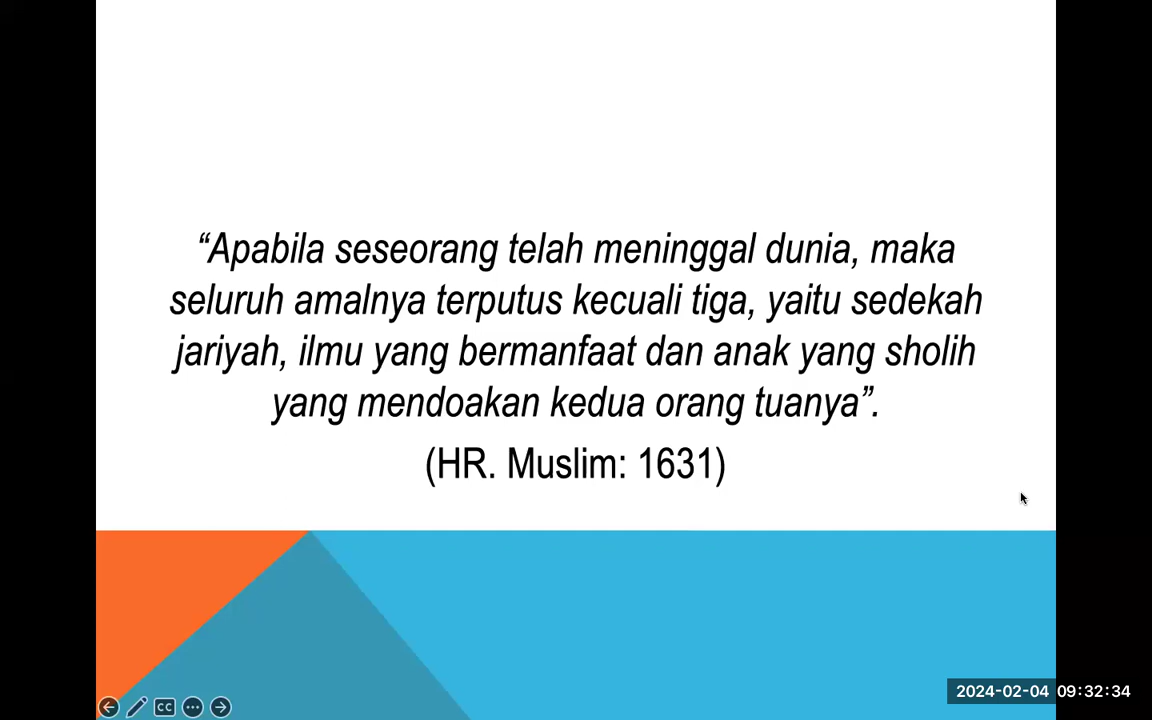 “Apabila seseorang telah meninggal dunia, maka
seluruh amalnya terputus kecuali tiga, yaitu sedekah
jariyah, ilmu yang bermanfaat dan anak yang sholih
yang mendoakan kedua orang tuanya”.
(HR. Muslim: 1631)
CC
2024-02-04 09:32:34